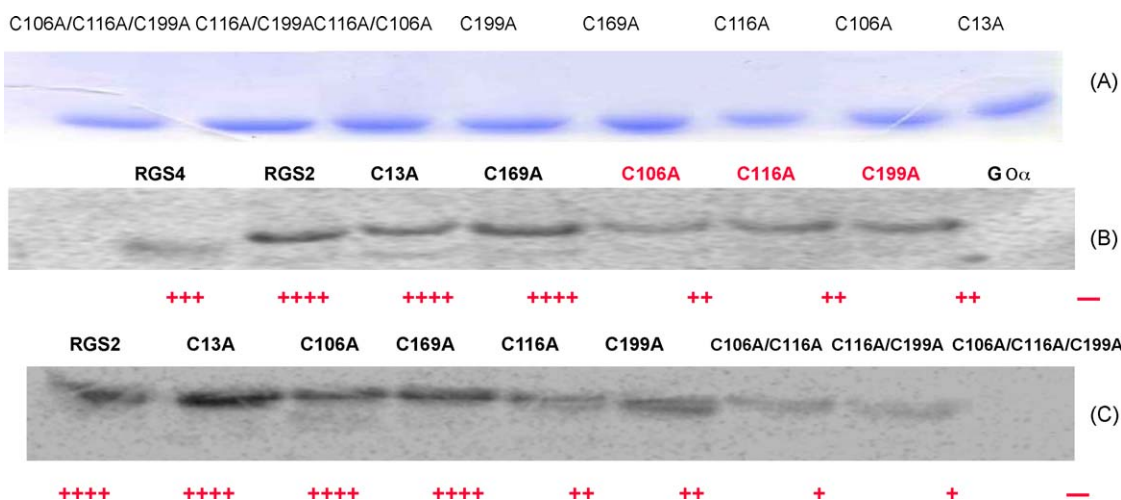 C106A/C116A/C199A C116A/C199A C116A/C106A C199A C169A C116A C106A C13A
(A)
RGS4 RGS2 C13A C169A C106A C116A C199A G Oα
(B)
+++ ++++ ++++ ++++ ++ ++ ++ —
RGS2 C13A C106A C169A C116A C199A C106A/C116A C116A/C199A C106A/C116A/C199A
(C)
++++ ++++ ++++ ++++ ++ ++ + + —